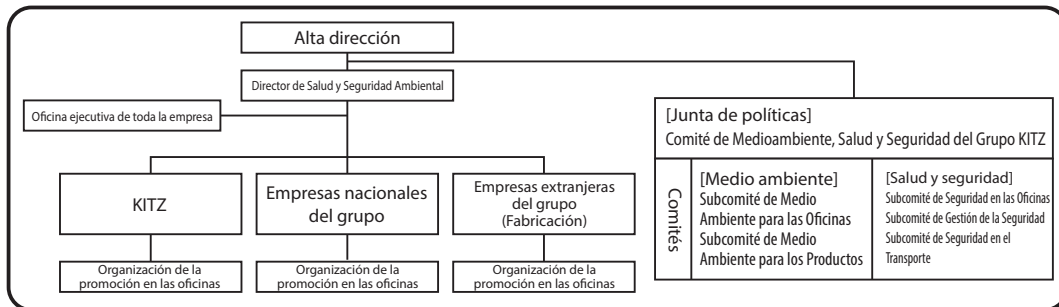 Alta dirección
Director de Salud y Seguridad Ambiental
Oficina ejecutiva de toda la empresa
KITZ
Empresas nacionales
del grupo
Empresas extranjeras
del grupo
(Fabricación)
Organización de la
promoción en las oficinas
Organización de la
promoción en las oficinas
Organización de la
promoción en las oficinas
[Junta de políticas]
Comité de Medioambiente, Salud y Seguridad del Grupo KITZ
Comités
[Medio ambiente]
Subcomité de Medio
Ambiente para las Oficinas
Subcomité de Medio
Ambiente para los Productos
[Salud y seguridad]
Subcomité de Seguridad en las Oficinas
Subcomité de Gestión de la Seguridad
Subcomité de Seguridad en el
Transporte